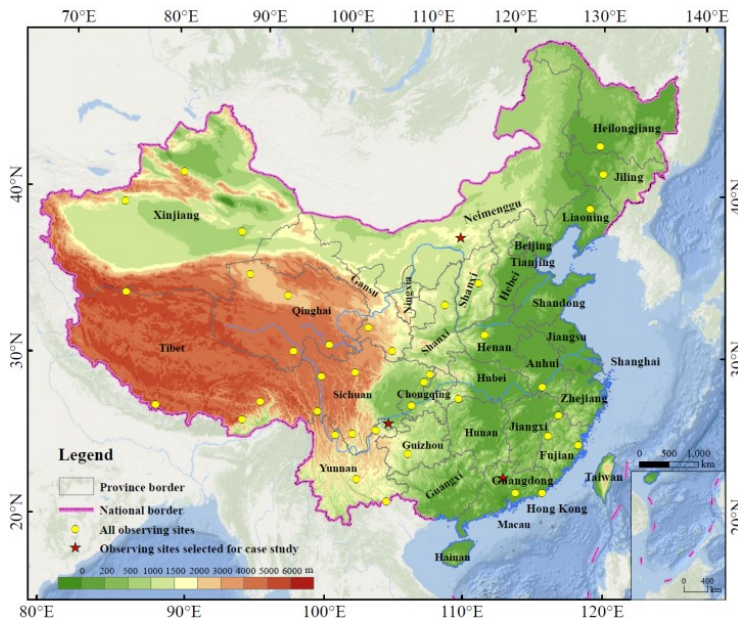 70°E 80°E 90°E 100°E 110°E 120°E 130°E 140°E
Heilongjiang
Jiling
40°N
40°N
Liaoning
Xinjiang
Neimenggu
Beijing
Tianjing
Gansu
Ningxia
Shanxi
Hebei
Qinghai
Shandong
Tibet
Shanxi
Henan
Jiangsu
30°N
30°N
Anhui
Shanghai
Sichuan
Chongqing
Hubei
Zhejiang
Hunan
Jiangxi
Guizhou
Fujian
Legend
Yunnan
Guangxi
Guangdong
Taiwan
0 500 1,000
km
Province border
National border
Hong Kong
20°N
20°N
All observing sites
Macau
Observing sites selected for case study
Hainan
0 200 500 1000 1500 2000 3000 4000 5000 6000 m
0 400
km
80°E 90°E 100°E 110°E 120°E